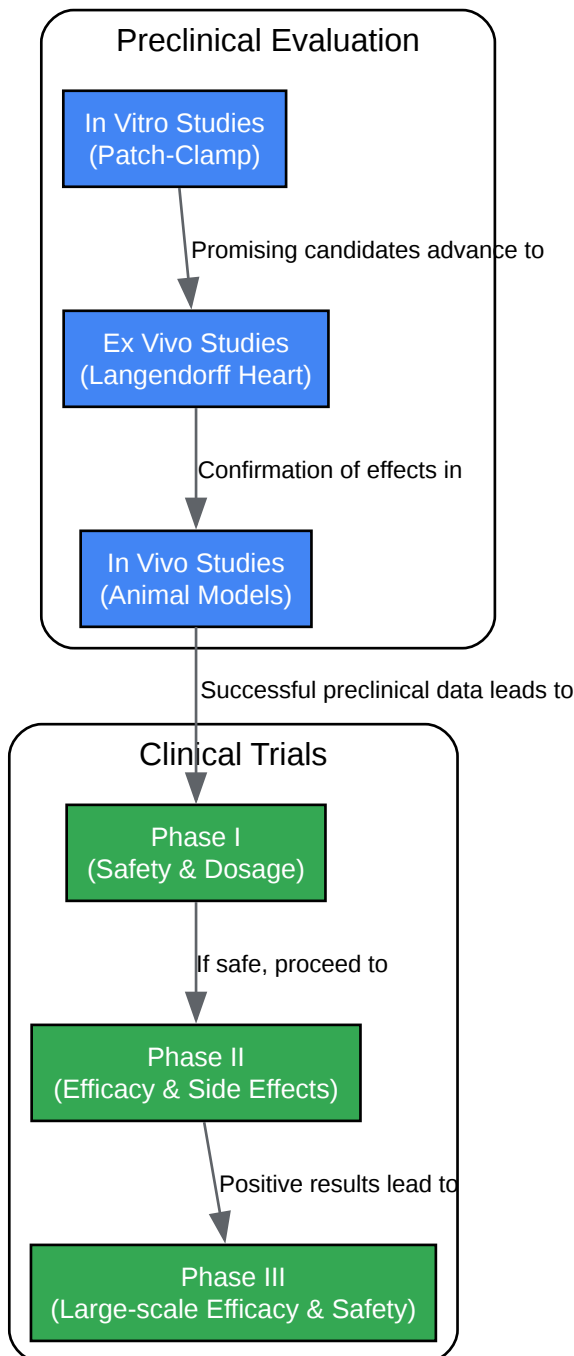 Preclinical Evaluation
In Vitro Studies
(Patch-Clamp)
Promising candidates advance to
Ex Vivo Studies
(Langendorff Heart)
Confirmation of effects in
In Vivo Studies
(Animal Models)
Successful preclinical data leads to
Clinical Trials
Phase I
(Safety & Dosage)
If safe, proceed to
Phase II
(Efficacy & Side Effects)
Positive results lead to
Phase III
(Large-scale Efficacy & Safety)